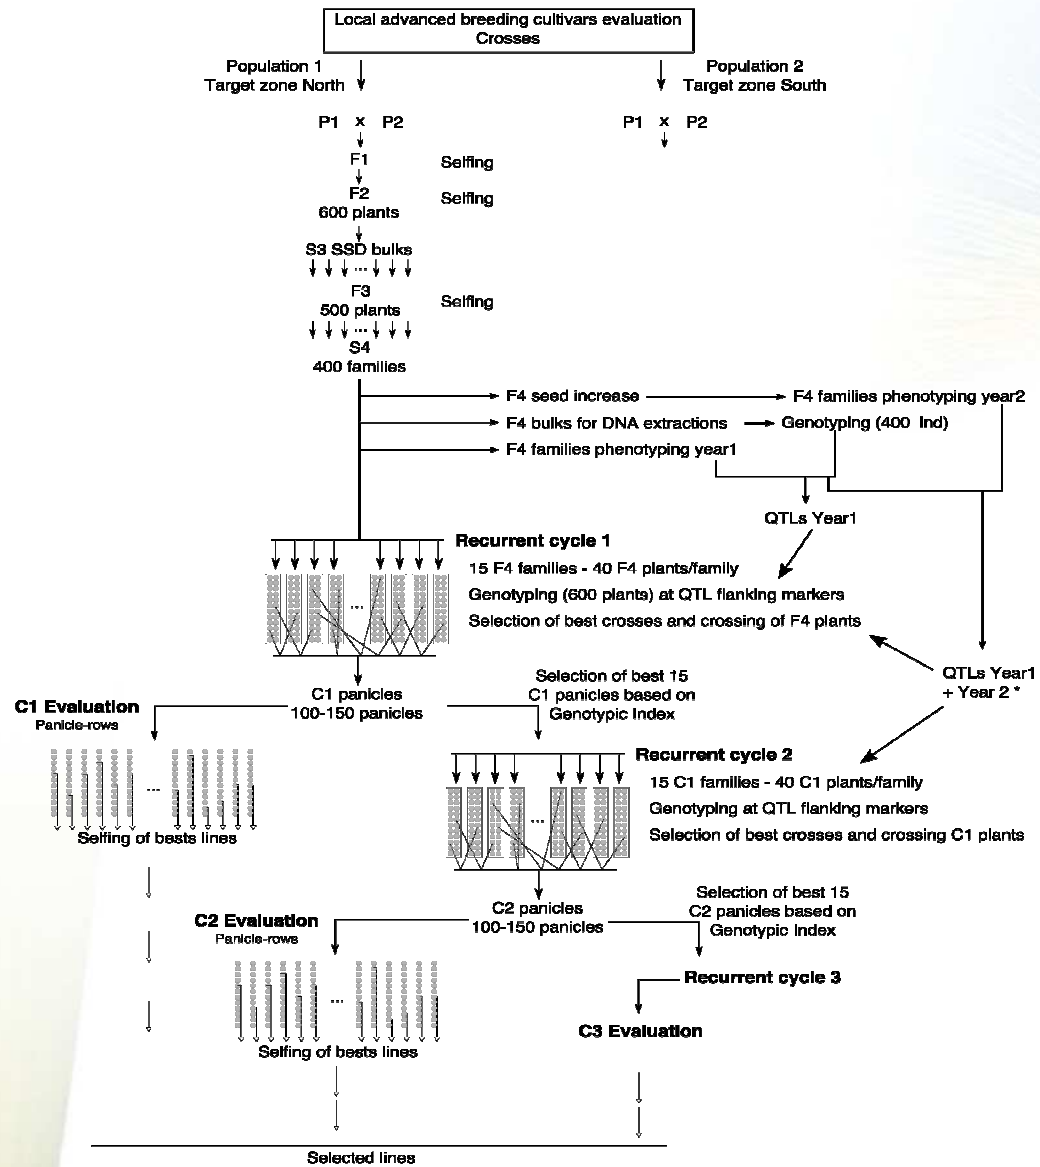 Local advanced breeding cultivars evaluation
Crosses
Population 1
Target zone North
Population 2
Target zone South
P1 x P2
P1 x P2
F1
Selfing
F2
600 plants
Selfing
S3 SSD bulks
...
F3
500 plants
Selfing
...
S4
400 families
F4 seed increase
F4 families phenotyping year2
F4 bulks for DNA extractions
Genotyping (400 Ind)
F4 families phenotyping year1
QTLs Year1
Recurrent cycle 1
15 F4 families - 40 F4 plants/family
Genotyping (600 plants) at QTL flanking markers
Selection of best crosses and crossing of F4 plants
...
QTLs Year1
+ Year 2 *
C1 panicles
100-150 panicles
Selection of best 15
C1 panicles based on
Genotypic Index
C1 Evaluation
Panicle-rows
...
Selfing of bests lines
Recurrent cycle 2
15 C1 families - 40 C1 plants/family
Genotyping at QTL flanking markers
Selection of best crosses and crossing C1 plants
...
C2 panicles
100-150 panicles
Selection of best 15
C2 panicles based on
Genotypic Index
C2 Evaluation
Panicle-rows
...
Selfing of bests lines
Recurrent cycle 3
C3 Evaluation
Selected lines